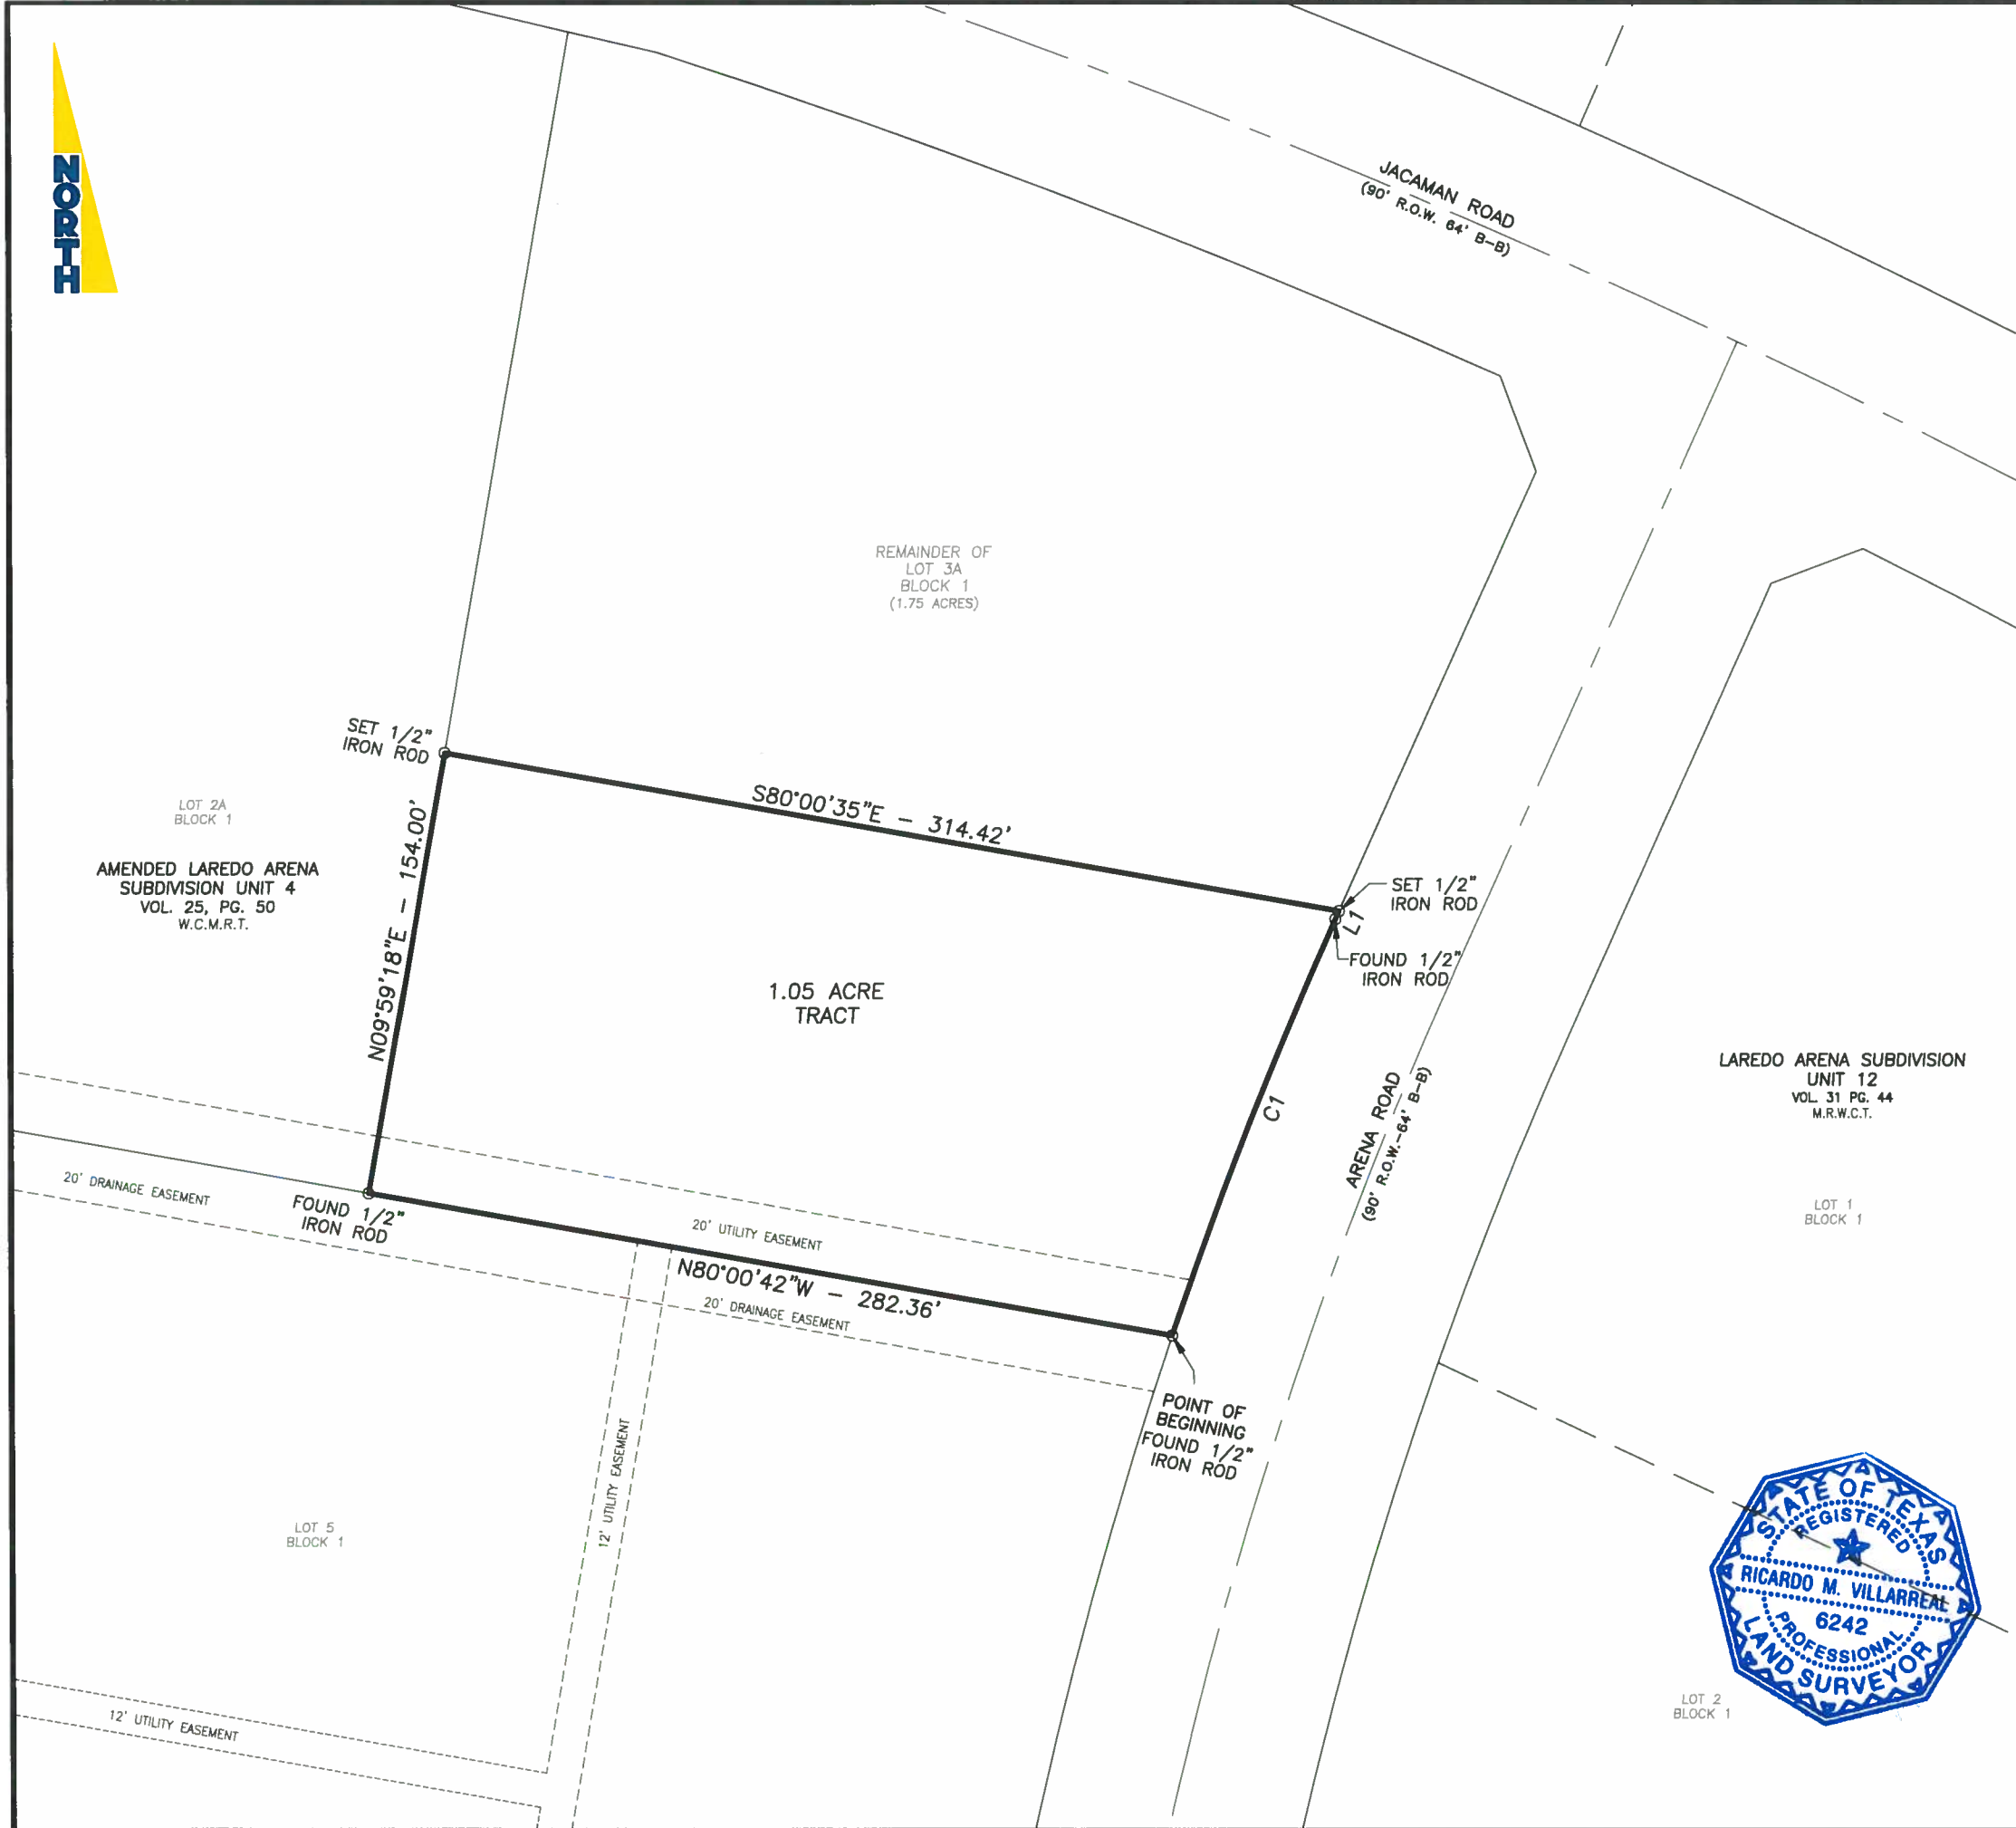 NORTH
JACAMAN ROAD
(90' R.O.W. 64' B-B)
REMAINDER OF
LOT 3A
BLOCK 1
(1.75 ACRES)
SET 1/2"
IRON ROD
S80°00'35"E - 314.42'
LOT 2A
BLOCK 1
AMENDED LAREDO ARENA
SUBDIVISION UNIT 4
VOL. 25, PG. 50
W.C.M.R.T.
N09°59'18"E - 154.00'
SET 1/2"
IRON ROD
L1
FOUND 1/2"
IRON ROD
1.05 ACRE
TRACT
C1
ARENA ROAD
(90' R.O.W.-64' B-B)
LAREDO ARENA SUBDIVISION
UNIT 12
VOL. 31 PG. 44
M.R.W.C.T.
LOT 1
BLOCK 1
20' DRAINAGE EASEMENT
FOUND 1/2"
IRON ROD
20' UTILITY EASEMENT
N80°00'42"W - 282.36'
20' DRAINAGE EASEMENT
POINT OF
BEGINNING
FOUND 1/2"
IRON ROD
12' UTILITY EASEMENT
LOT 5
BLOCK 1
12' UTILITY EASEMENT
STATE OF TEXAS
REGISTERED
RICARDO M. VILLARREAL
6242
PROFESSIONAL
LAND SURVEYOR
LOT 2
BLOCK 1